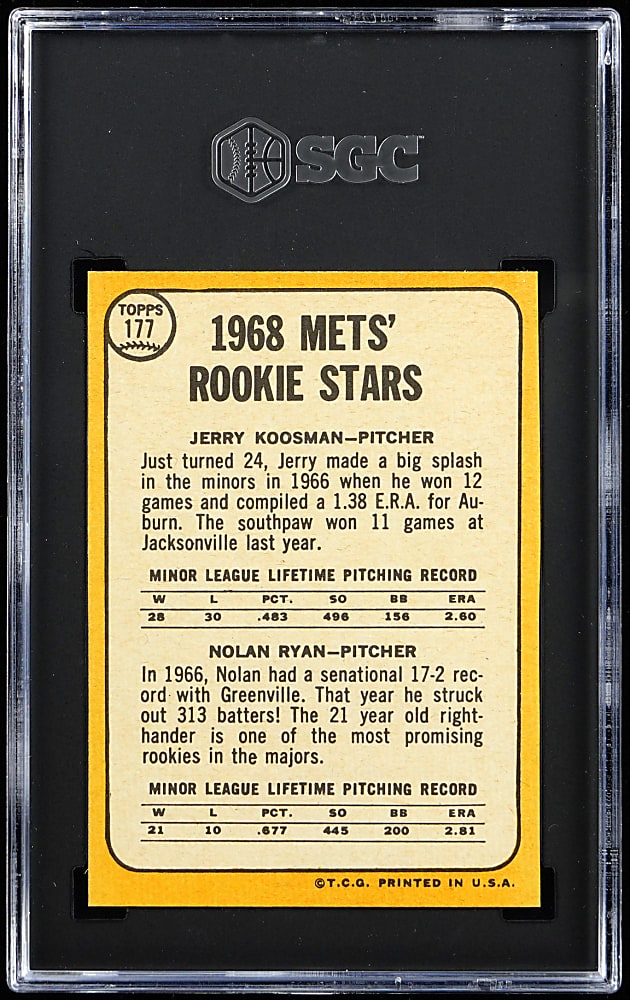 SGC
TOPPS
177
1968 METS'
ROOKIE STARS
JERRY KOOSMAN—PITCHER
Just turned 24, Jerry made a big splash
in the minors in 1966 when he won 12
games and compiled a 1.38 E.R.A. for Au-
burn. The southpaw won 11 games at
Jacksonville last year.
MINOR LEAGUE LIFETIME PITCHING RECORD
W L PCT. SO BB ERA
28 30 .483 496 156 2.60
NOLAN RYAN—PITCHER
In 1966, Nolan had a senational 17-2 rec-
ord with Greenville. That year he struck
out 313 batters! The 21 year old right-
hander is one of the most promising
rookies in the majors.
MINOR LEAGUE LIFETIME PITCHING RECORD
W L PCT. SO BB ERA
21 10 .677 445 200 2.81
©T.C.G. PRINTED IN U.S.A.